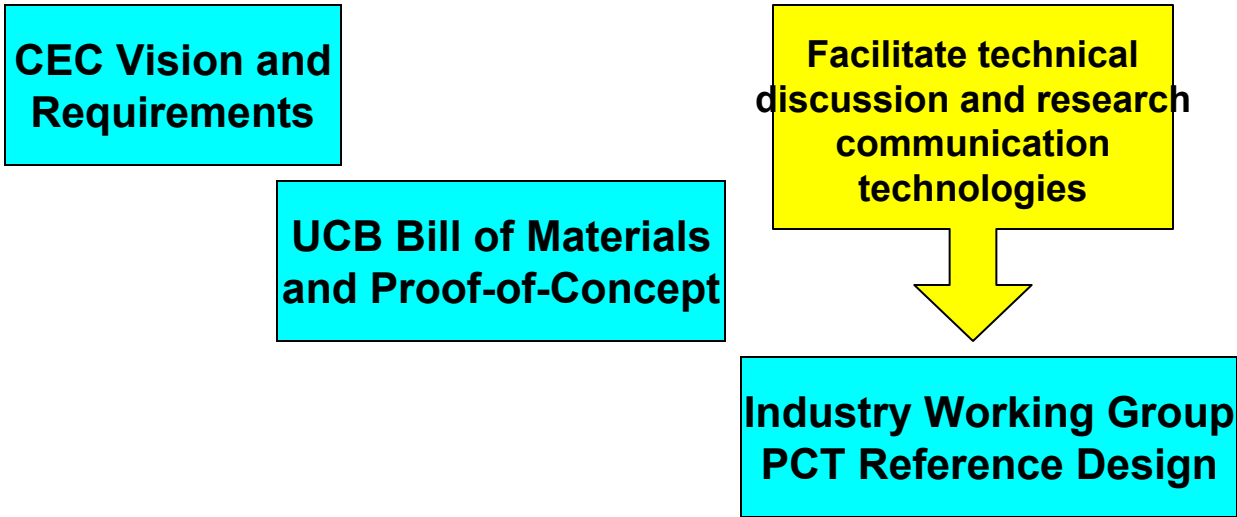 CEC Vision and
Requirements
Facilitate technical
discussion and research
communication
technologies
UCB Bill of Materials
and Proof-of-Concept
Industry Working Group
PCT Reference Design